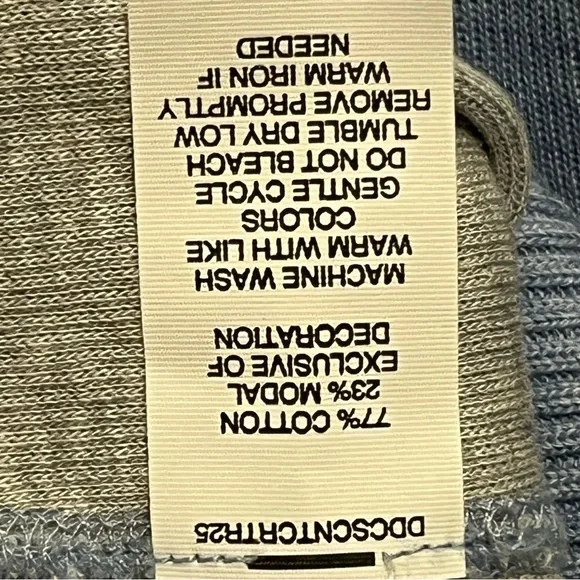 DDCSCNTCRTR25
77% COTTON
23% MODAL
EXCLUSIVE OF
DECORATION
MACHINE WASH
WARM WITH LIKE
COLORS
GENTLE CYCLE
DO NOT BLEACH
TUMBLE DRY LOW
REMOVE PROMPTLY
WARM IRON IF
NEEDED